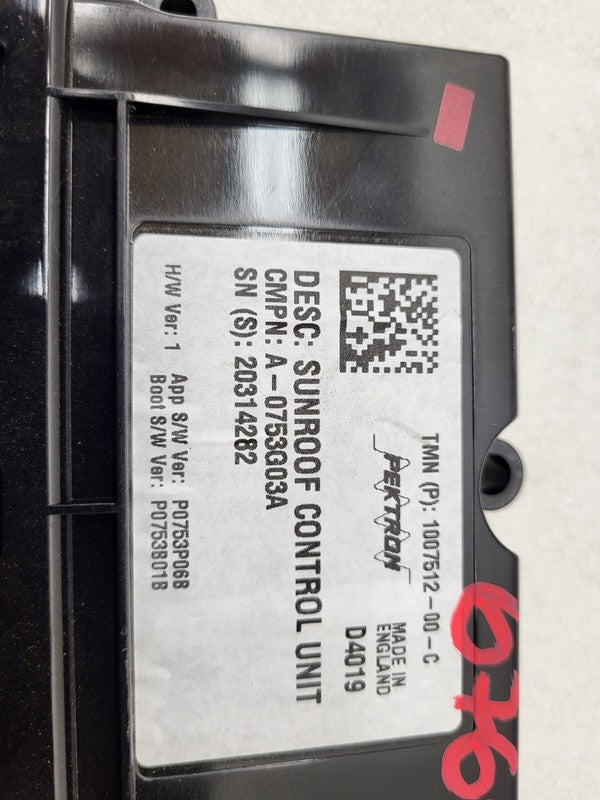 TMN (P): 1007512-00-C
PEKTRON
MADE IN
ENGLAND
D4019
DESC: SUNROOF CONTROL UNIT
CMPN: A-0753G03A
SN (S): 20314282
H/W Ver: 1 App S/W Ver: P0753P06B
Boot S/W Ver: P0753B01B
636